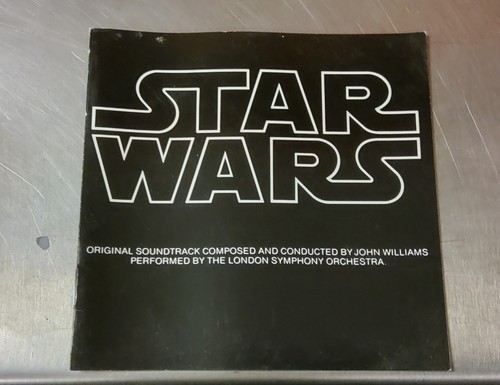 STAR
WARS
ORIGINAL SOUNDTRACK COMPOSED AND CONDUCTED BY JOHN WILLIAMS
PERFORMED BY THE LONDON SYMPHONY ORCHESTRA.